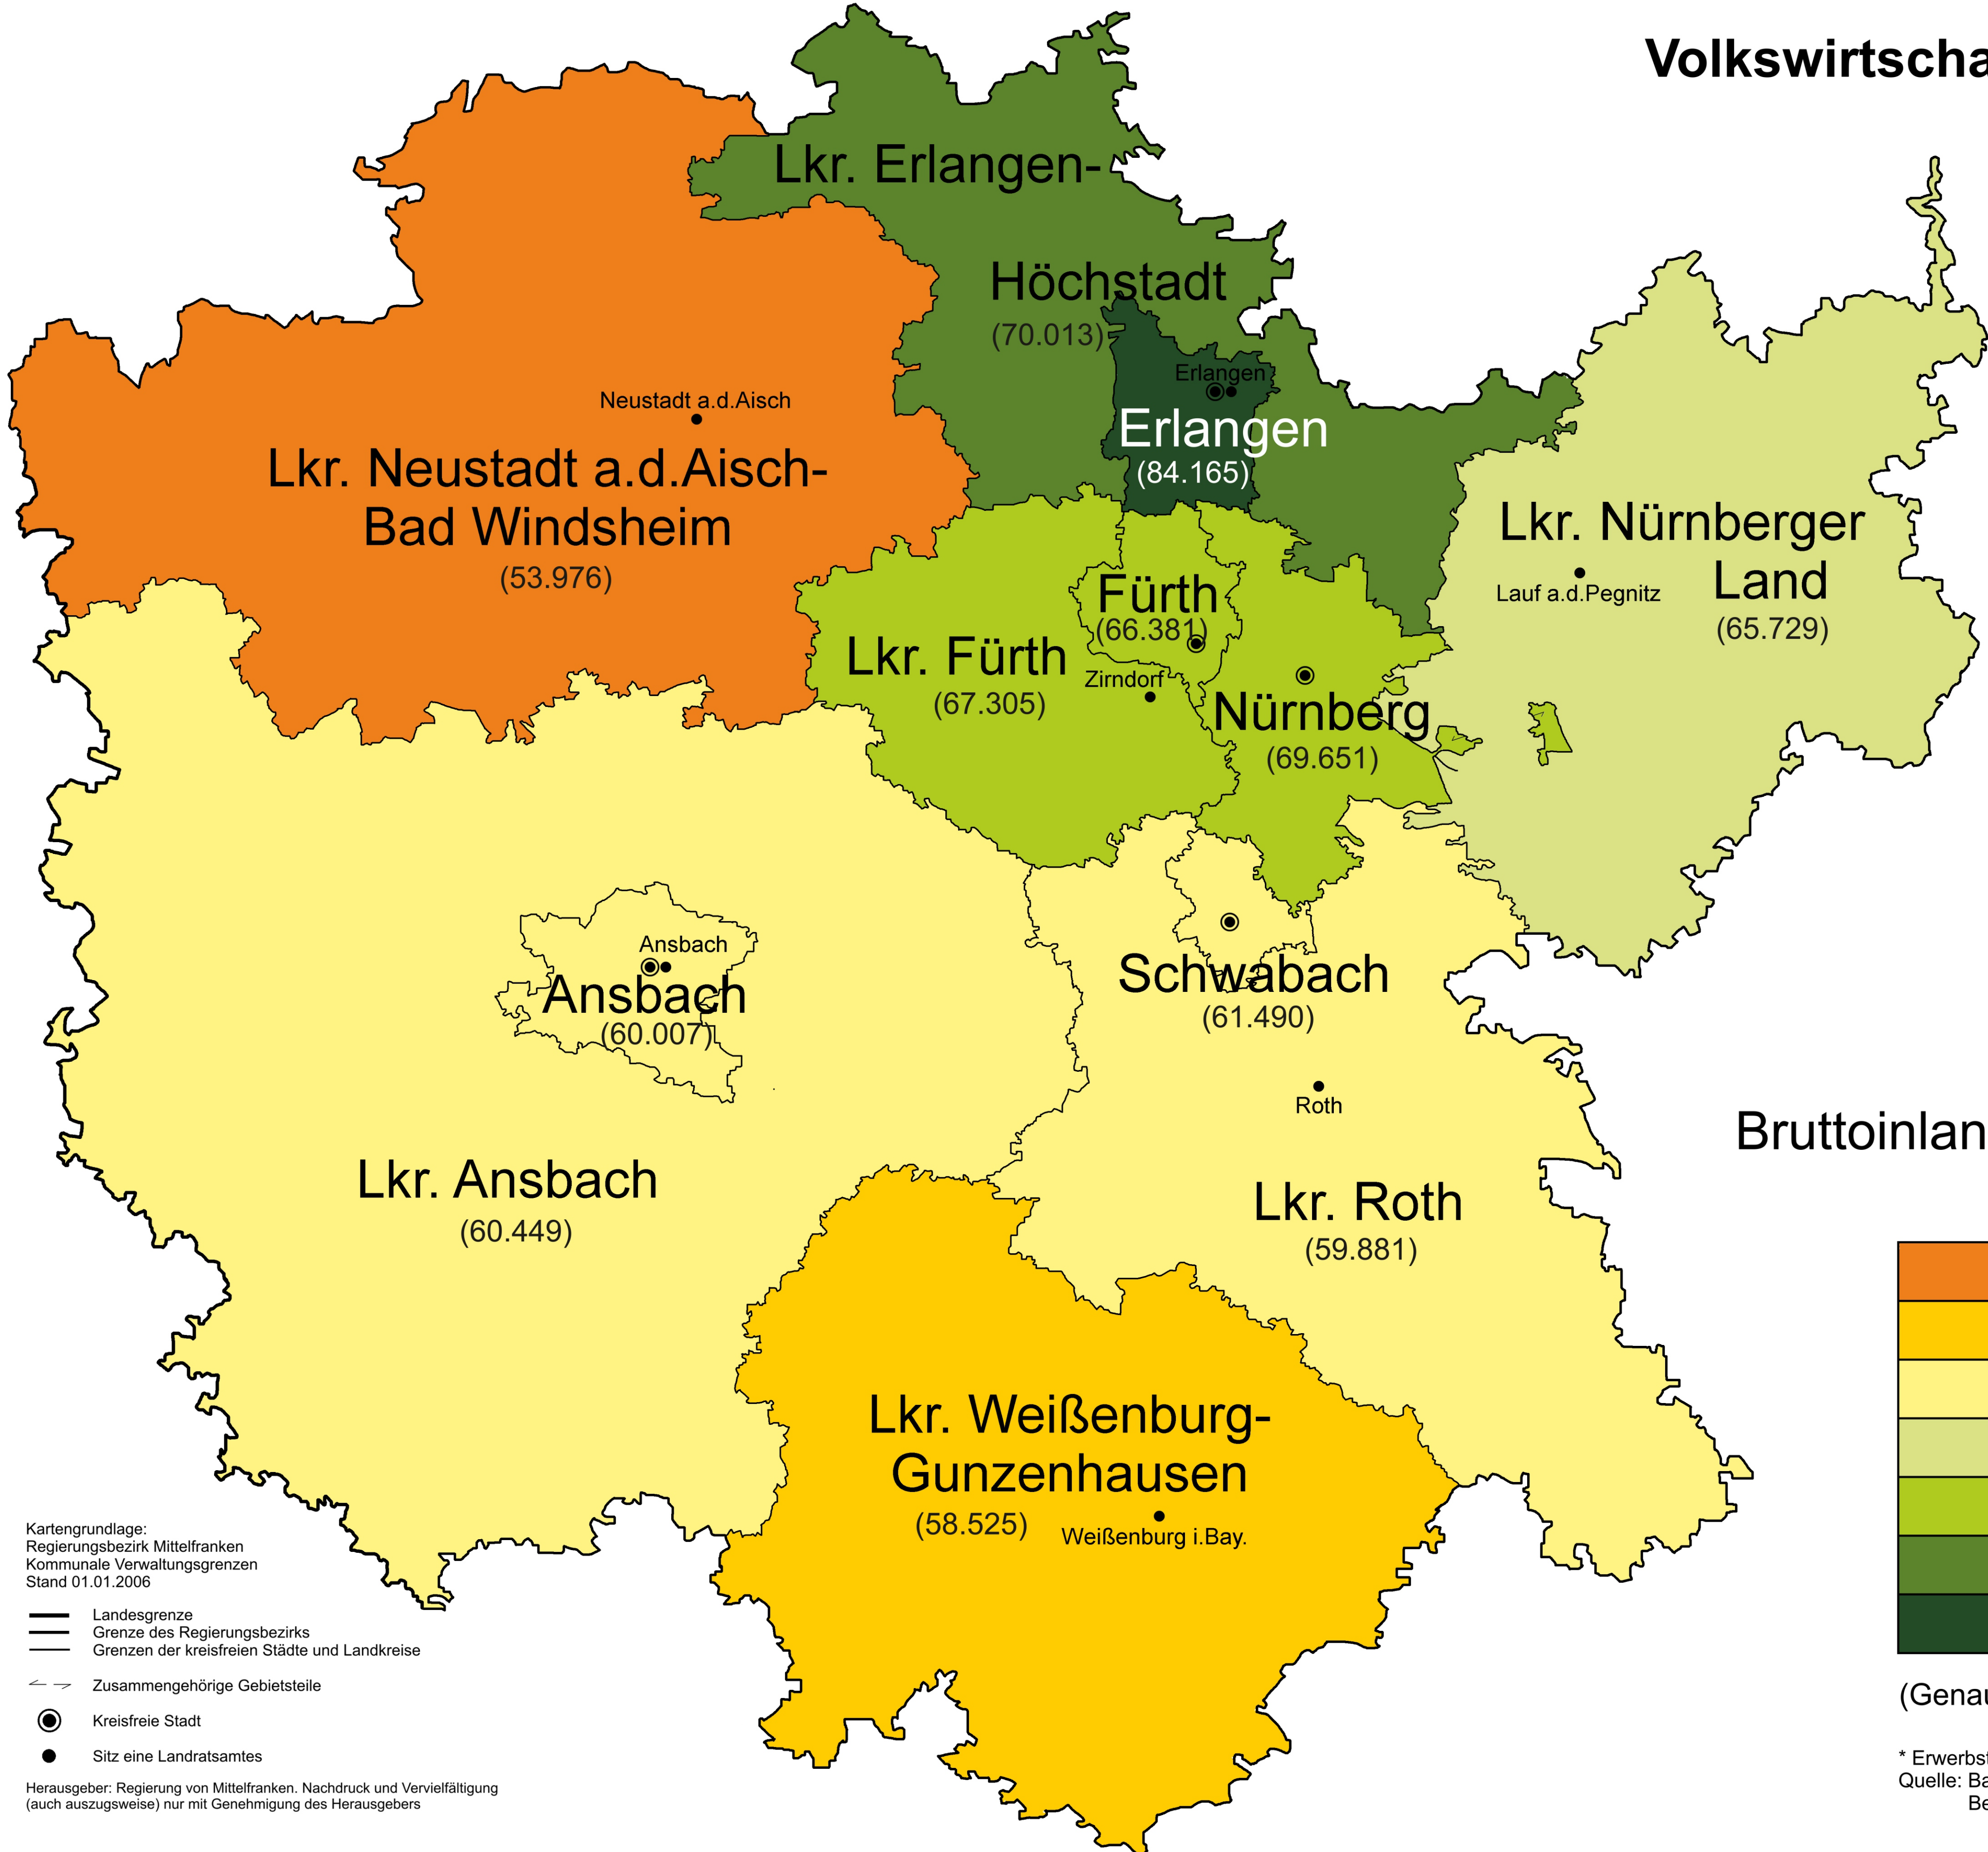 Volkswirtscha
Lkr. Erlangen-
Höchstadt
(70.013)
Erlangen
Erlangen
(84.165)
Neustadt a.d.Aisch
Lkr. Neustadt a.d.Aisch-
Bad Windsheim
(53.976)
Lkr. Nürnberger
Land
Lauf a.d.Pegnitz
(65.729)
Fürth
(66.381)
Lkr. Fürth
(67.305)
Zirndorf
Nürnberg
(69.651)
Ansbach
Ansbach
(60.007)
Schwabach
(61.490)
Roth
Bruttoinlan
Lkr. Ansbach
(60.449)
Lkr. Roth
(59.881)
Lkr. Weißenburg-
Gunzenhausen
(58.525)
Weißenburg i.Bay.
Kartengrundlage:
Regierungsbezirk Mittelfranken
Kommunale Verwaltungsgrenzen
Stand 01.01.2006
Landesgrenze
Grenze des Regierungsbezirks
Grenzen der kreisfreien Städte und Landkreise
Zusammengehörige Gebietsteile
Kreisfreie Stadt
Sitz eine Landratsamtes
Herausgeber: Regierung von Mittelfranken. Nachdruck und Vervielfältigung
(auch auszugsweise) nur mit Genehmigung des Herausgebers
(Genau
* Erwerbst
Quelle: Ba
Be